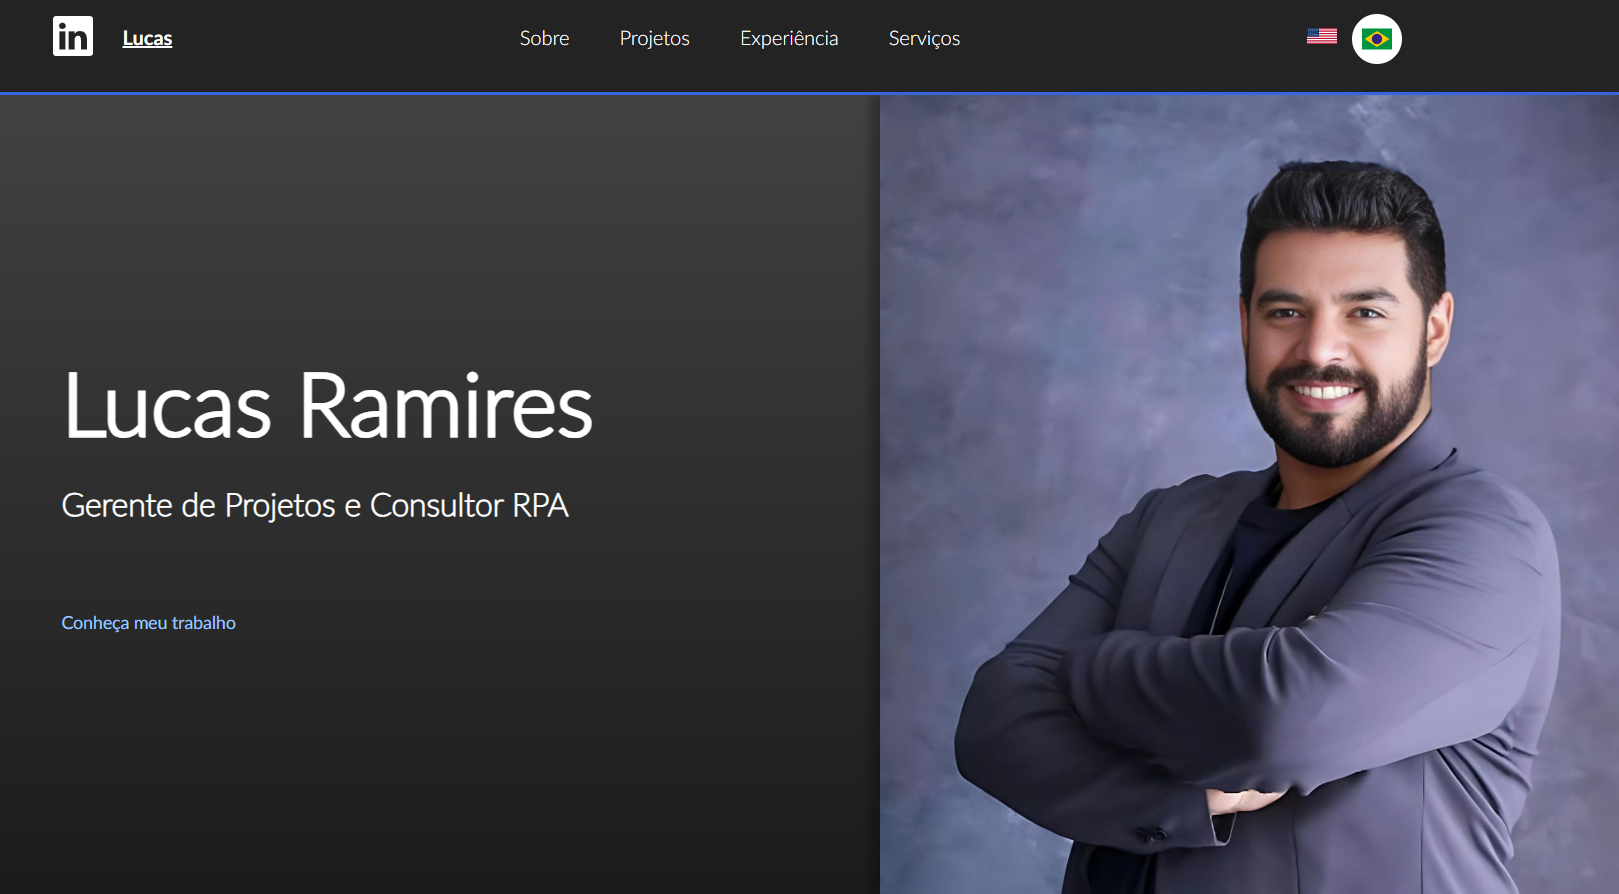 in
Lucas
Sobre
Projetos
Experiência
Serviços
Lucas Ramires
Gerente de Projetos e Consultor RPA
Conheça meu trabalho